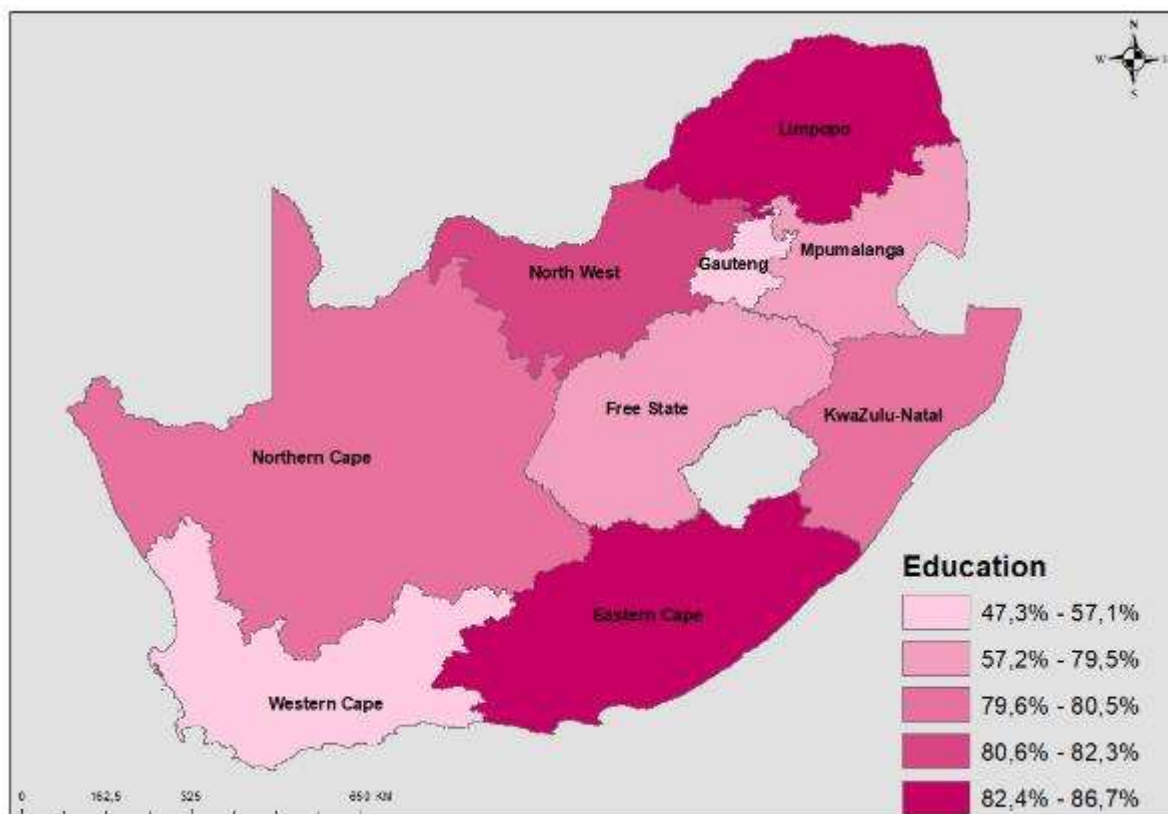 N
W
S
Limpopo
Mpumalanga
Gauteng
North West
Free State
KwaZulu-Natal
Northern Cape
Eastern Cape
Western Cape
Education
47,3% - 57,1%
57,2% - 79,5%
79,6% - 80,5%
80,6% - 82,3%
82,4% - 86,7%
0 162,5 325 650 KM